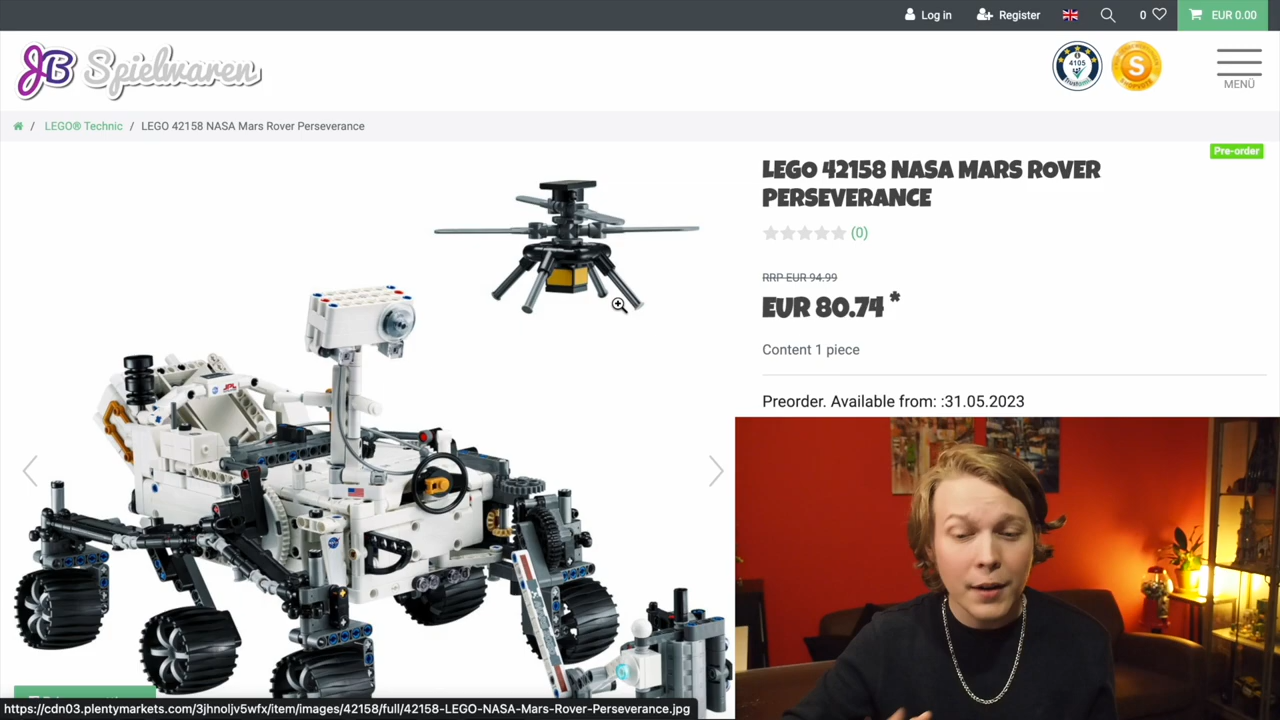 Log in
Register
0
EUR 0.00
JB Spielwaren
4105
S
MENÜ
/ LEGO® Technic / LEGO 42158 NASA Mars Rover Perseverance
Pre-order
LEGO 42158 NASA MARS ROVER
PERSEVERANCE
(0)
RRP EUR 94.99
EUR 80.74 *
Content 1 piece
Preorder. Available from: :31.05.2023
JPL
https://cdn03.plentymarkets.com/3jhnoljv5wfx/item/images/42158/full/42158-LEGO-NASA-Mars-Rover-Perseverance.jpg